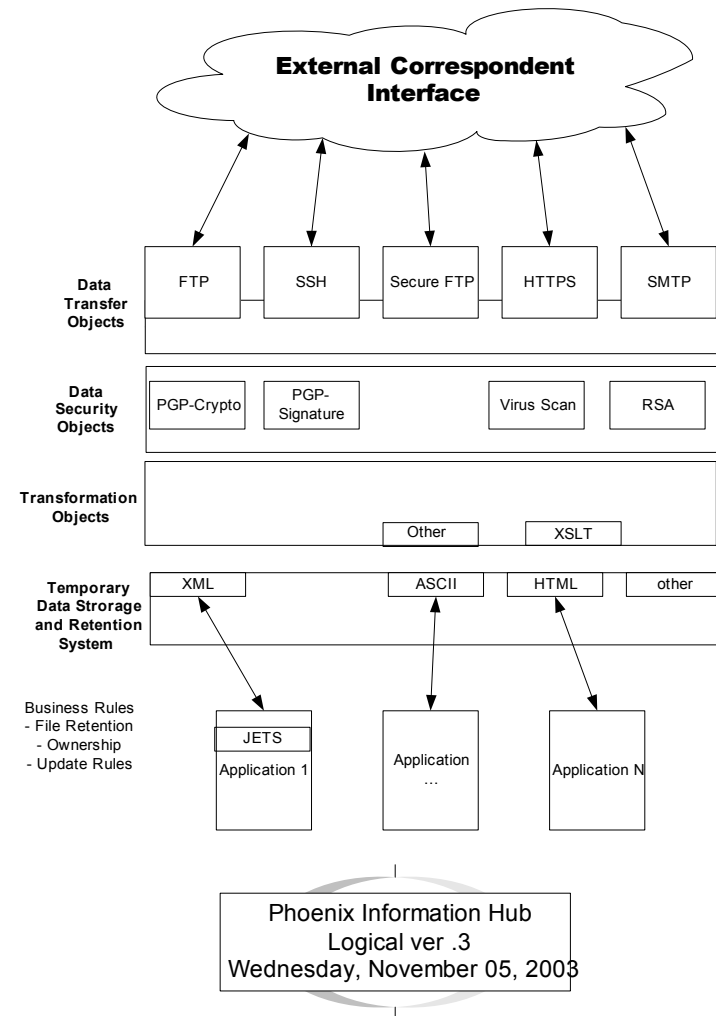 External Correspondent
Interface
FTP
SSH
Secure FTP
HTTPS
SMTP
Data
Transfer
Objects
Data
Security
Objects
PGP-Crypto
PGP-
Signature
Virus Scan
RSA
Transformation
Objects
Other
XSLT
Temporary
Data Strorage
and Retention
System
XML
ASCII
HTML
other
Business Rules
- File Retention
- Ownership
- Update Rules
JETS
Application 1
Application
...
Application N
Phoenix Information Hub
Logical ver .3
Wednesday, November 05, 2003